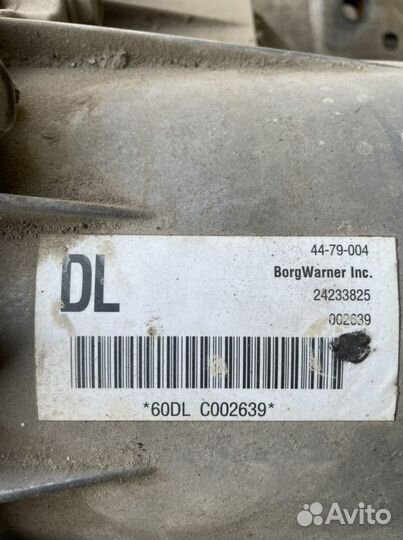 DL
44-79-004
BorgWarner Inc.
24233825
002639
*60DL C002639*
Avito